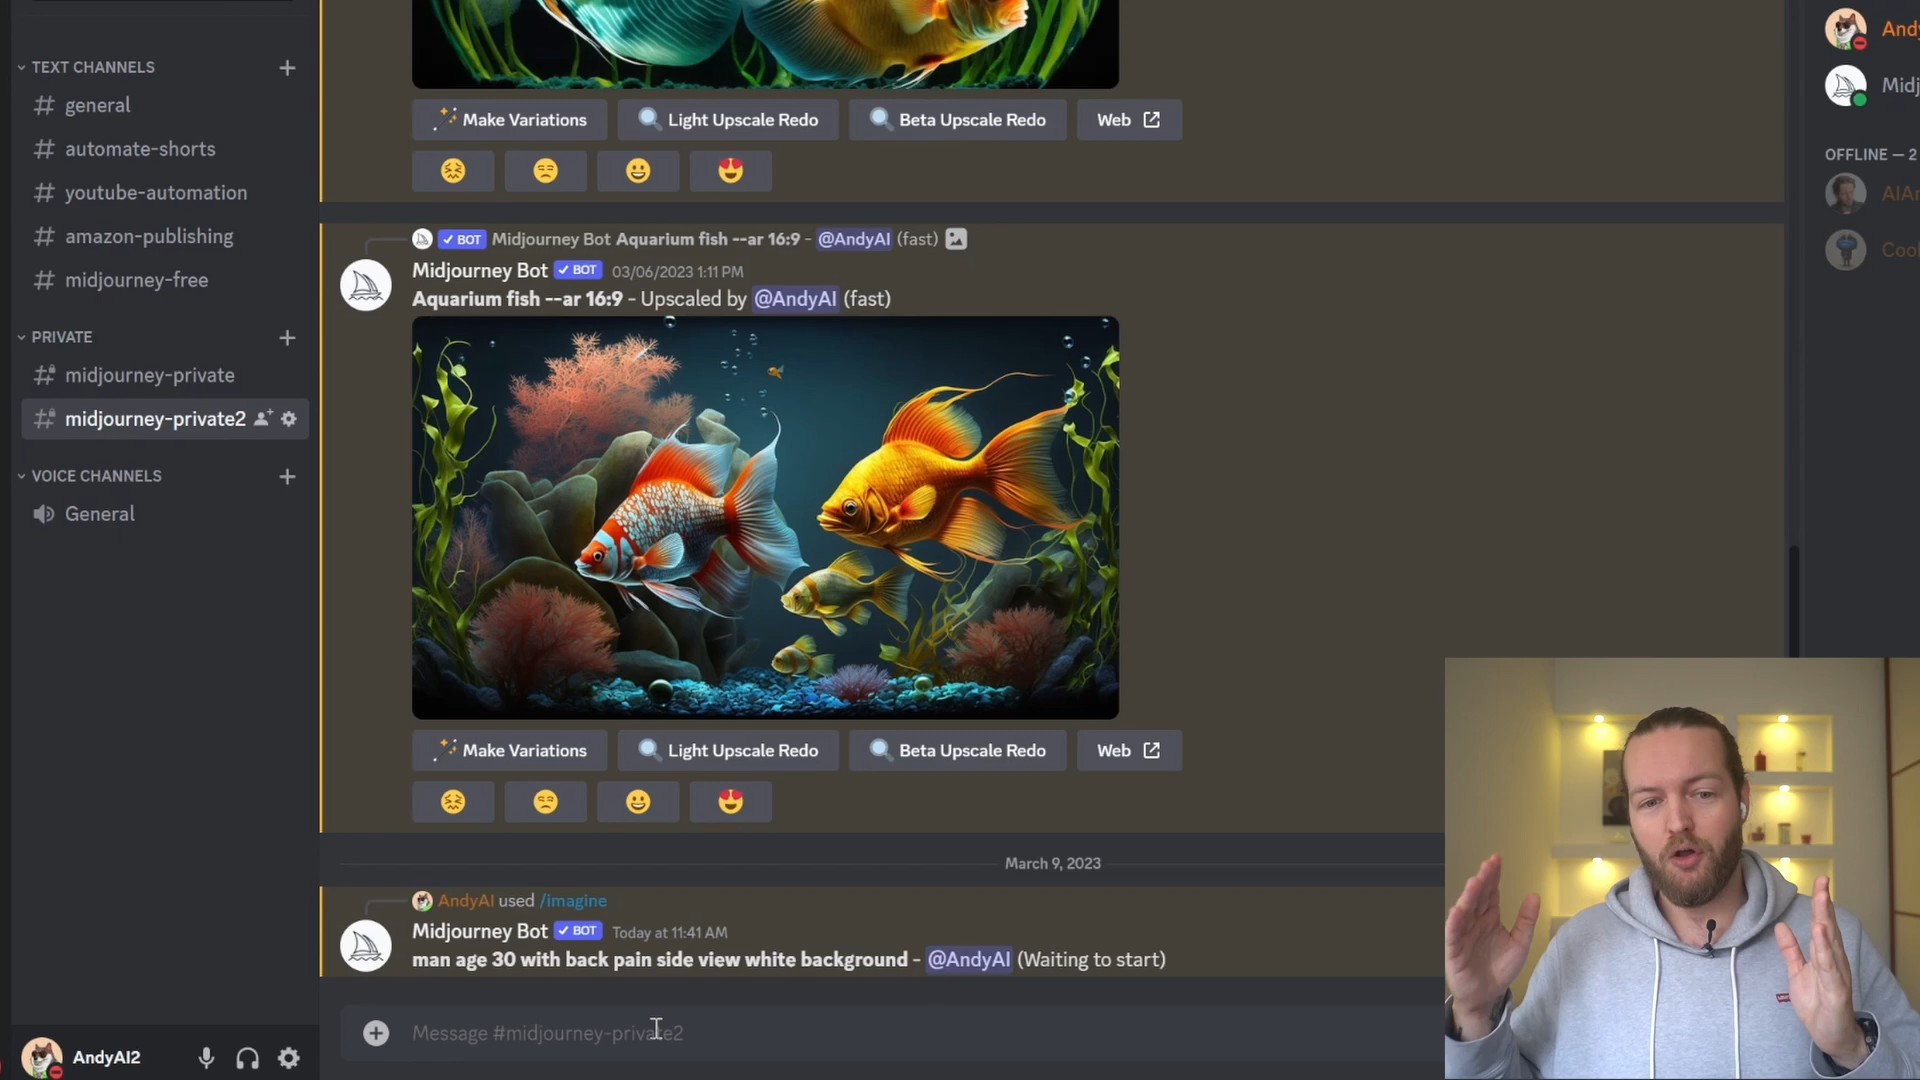 TEXT CHANNELS
general
automate-shorts
youtube-automation
amazon-publishing
midjourney-free
PRIVATE
midjourney-private
midjourney-private2
VOICE CHANNELS
General
AndyAI2
Make Variations
Light Upscale Redo
Beta Upscale Redo
Web
BOT Midjourney Bot Aquarium fish --ar 16:9 - @AndyAI (fast)
Midjourney Bot BOT 03/06/2023 1:11 PM
Aquarium fish --ar 16:9 - Upscaled by @AndyAI (fast)
Make Variations
Light Upscale Redo
Beta Upscale Redo
Web
March 9, 2023
AndyAI used /imagine
Midjourney Bot BOT Today at 11:41 AM
man age 30 with back pain side view white background - @AndyAI (Waiting to start)
Message #midjourney-private2
Andy
Midj
OFFLINE — 2
AIAn